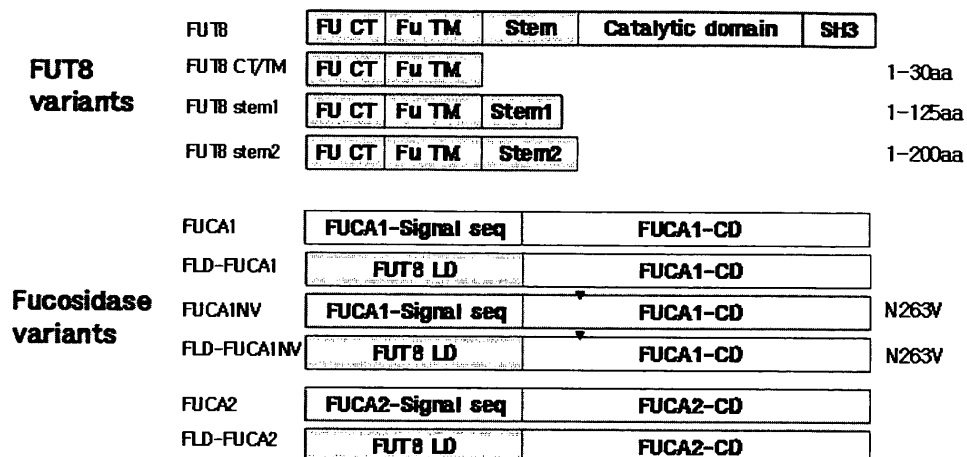 FUT8 FU CT Fu TM Stem Catalytic domain SH3
FUT8 variants
FUT8 CT/TM FU CT Fu TM 1-30aa
FUT8 stem1 FU CT Fu TM Stem1 1-125aa
FUT8 stem2 FU CT Fu TM Stem2 1-200aa
FUCA1 FUCA1-Signal seq FUCA1-CD
FLD-FUCA1 FUT8 LD FUCA1-CD
Fucosidase variants
FUCA1NV FUCA1-Signal seq FUCA1-CD N263V
FLD-FUCA1NV FUT8 LD FUCA1-CD N263V
FUCA2 FUCA2-Signal seq FUCA2-CD
FLD-FUCA2 FUT8 LD FUCA2-CD